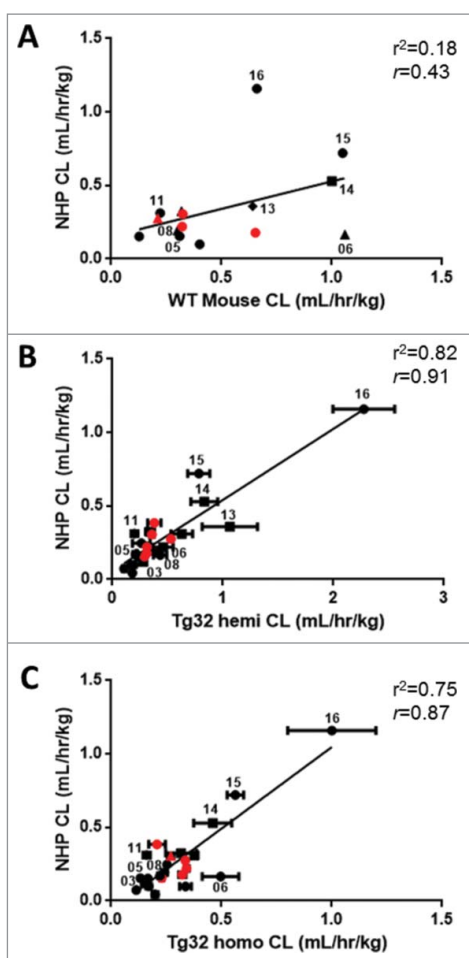 A
r²=0.18
r=0.43
NHP CL (mL/hr/kg)
1.5
1.0
0.5
0.0
16
15
14
13
11
08
05
06
0.0 0.5 1.0 1.5
WT Mouse CL (mL/hr/kg)
B
r²=0.82
r=0.91
NHP CL (mL/hr/kg)
1.5
1.0
0.5
0.0
16
15
14
13
11
05
06
08
03
0 1 2 3
Tg32 hemi CL (mL/hr/kg)
C
r²=0.75
r=0.87
NHP CL (mL/hr/kg)
1.5
1.0
0.5
0.0
16
15
14
11
05
08
03
06
0.0 0.5 1.0 1.5
Tg32 homo CL (mL/hr/kg)